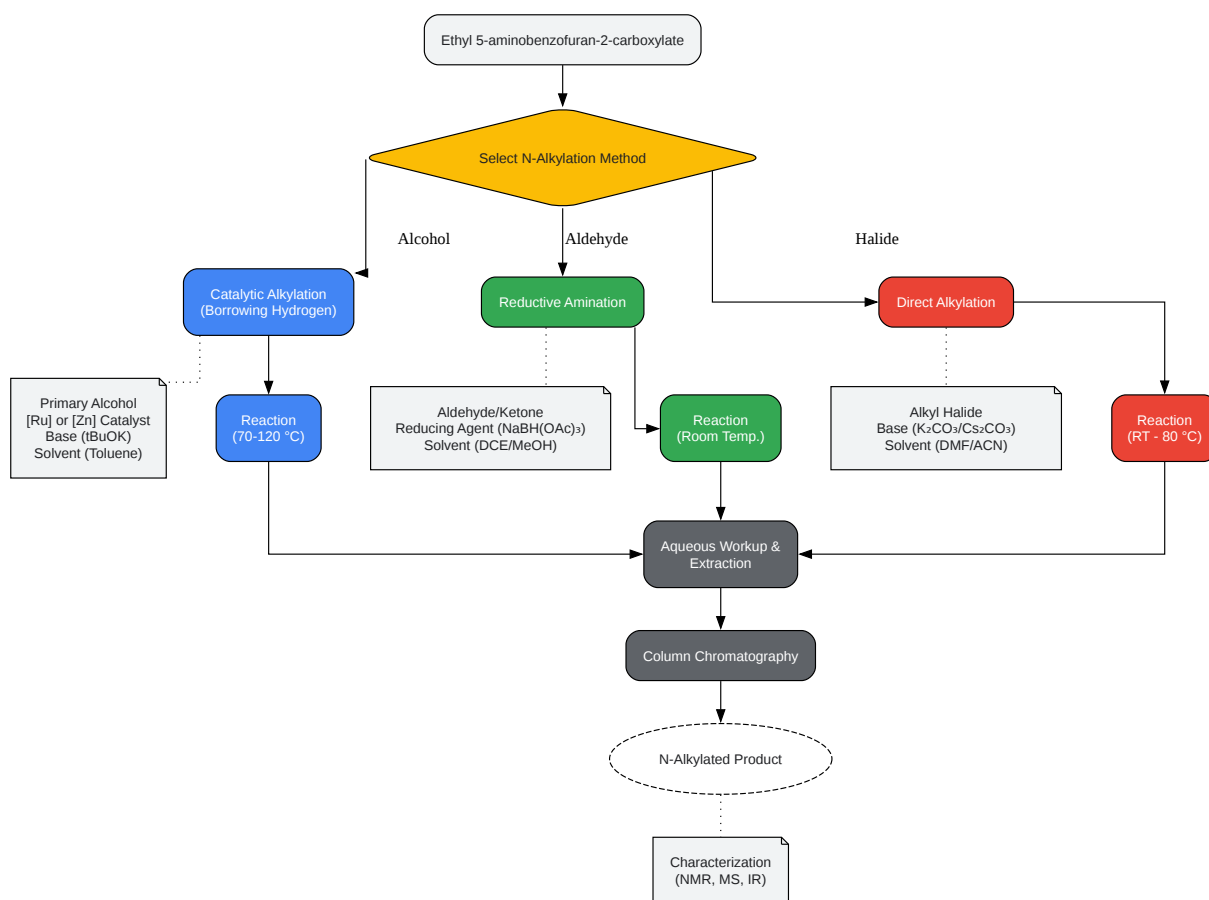 Ethyl 5-aminobenzofuran-2-carboxylate
Select N-Alkylation Method
Alcohol
Aldehyde
Halide
Catalytic Alkylation
(Borrowing Hydrogen)
Reductive Amination
Direct Alkylation
Primary Alcohol
[Ru] or [Zn] Catalyst
Base (tBuOK)
Solvent (Toluene)
Reaction
(70-120 °C)
Aldehyde/Ketone
Reducing Agent (NaBH(OAc)₃)
Solvent (DCE/MeOH)
Reaction
(Room Temp.)
Alkyl Halide
Base (K₂CO₃/Cs₂CO₃)
Solvent (DMF/ACN)
Reaction
(RT - 80 °C)
Aqueous Workup &
Extraction
Column Chromatography
N-Alkylated Product
Characterization
(NMR, MS, IR)